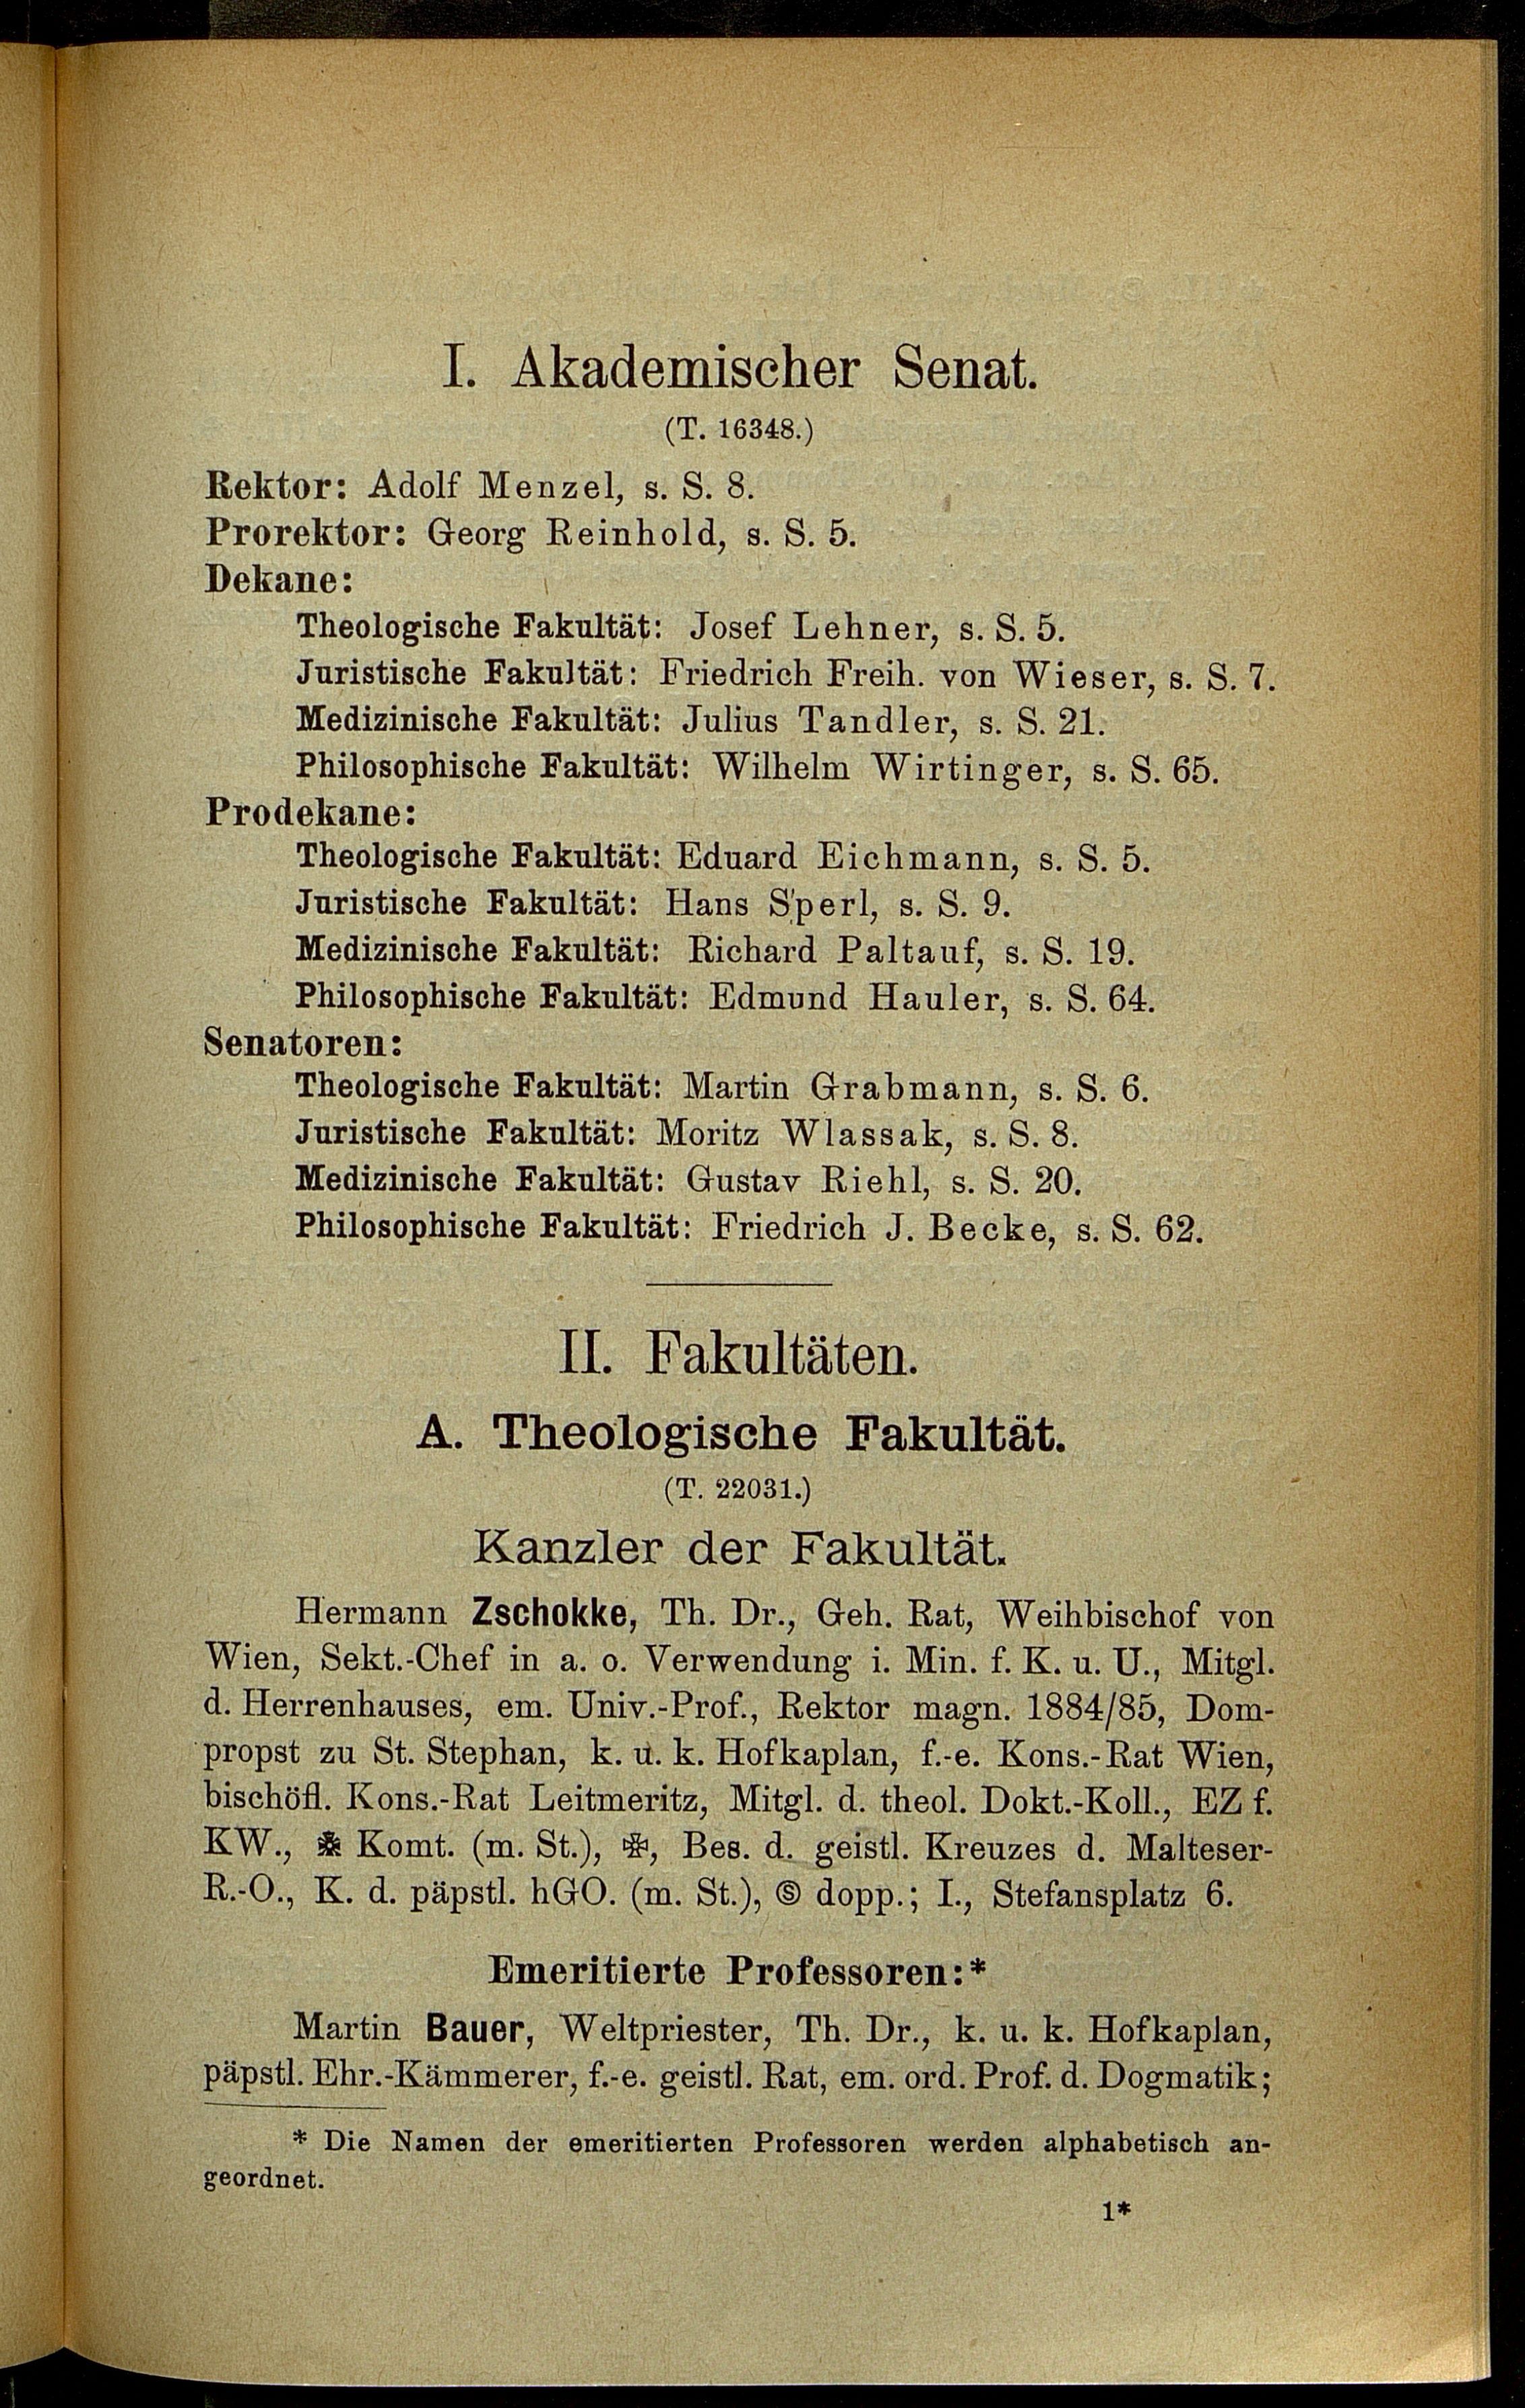 I. Akademischer Senat.
(T. 16348.)
Rektor: Adolf Menzel, s. S. 8.
Prorektor: Georg Reinhold, s. S. 5.
Dekane:
Theologische Fakultät: Josef Lehner, s. S. 5.
Juristische Fakultät: Friedrich Freih. von Wieser, s. S. 7.
Medizinische Fakultät: Julius Tandler, s. S. 21.
Philosophische Fakultät: Wilhelm Wirtinger, s. S. 65.
Prodekane:
Theologische Fakultät: Eduard Eichmann, s. S. 5.
Juristische Fakultät: Hans Sperl, s. S. 9.
Medizinische Fakultät: Richard Paltauf, s. S. 19.
Philosophische Fakultät: Edmund Hauler, s. S. 64.
Senatoren:
Theologische Fakultät: Martin Grabmann, s. S. 6.
Juristische Fakultät: Moritz Wlassak, s. S. 8.
Medizinische Fakultät: Gustav Riehl, s. S. 20.
Philosophische Fakultät: Friedrich J. Becke, s. S. 62.
II. Fakultäten.
A. Theologische Fakultät.
(T. 22031.)
Kanzler der Fakultät.
Hermann Zschokke, Th. Dr., Geh. Rat, Weihbischof von
Wien, Sekt.-Chef in a. o. Verwendung i. Min. f. K. u. U., Mitgl.
d. Herrenhauses, em. Univ.-Prof., Rektor magn. 1884/85, Dom-
propst zu St. Stephan, k. u. k. Hofkaplan, f.-e. Kons.-Rat Wien,
bischöfl. Kons.-Rat Leitmeritz, Mitgl. d. theol. Dokt.-Koll., EZ f.
KW., ✠ Komt. (m. St.), ✠, Bes. d. geistl. Kreuzes d. Malteser-
R.-O., K. d. päpstl. hGO. (m. St.), Ⓢ dopp.; I., Stefansplatz 6.
Emeritierte Professoren:*
Martin Bauer, Weltpriester, Th. Dr., k. u. k. Hofkaplan,
päpstl. Ehr.-Kämmerer, f.-e. geistl. Rat, em. ord. Prof. d. Dogmatik;
* Die Namen der emeritierten Professoren werden alphabetisch an-
geordnet.
1*